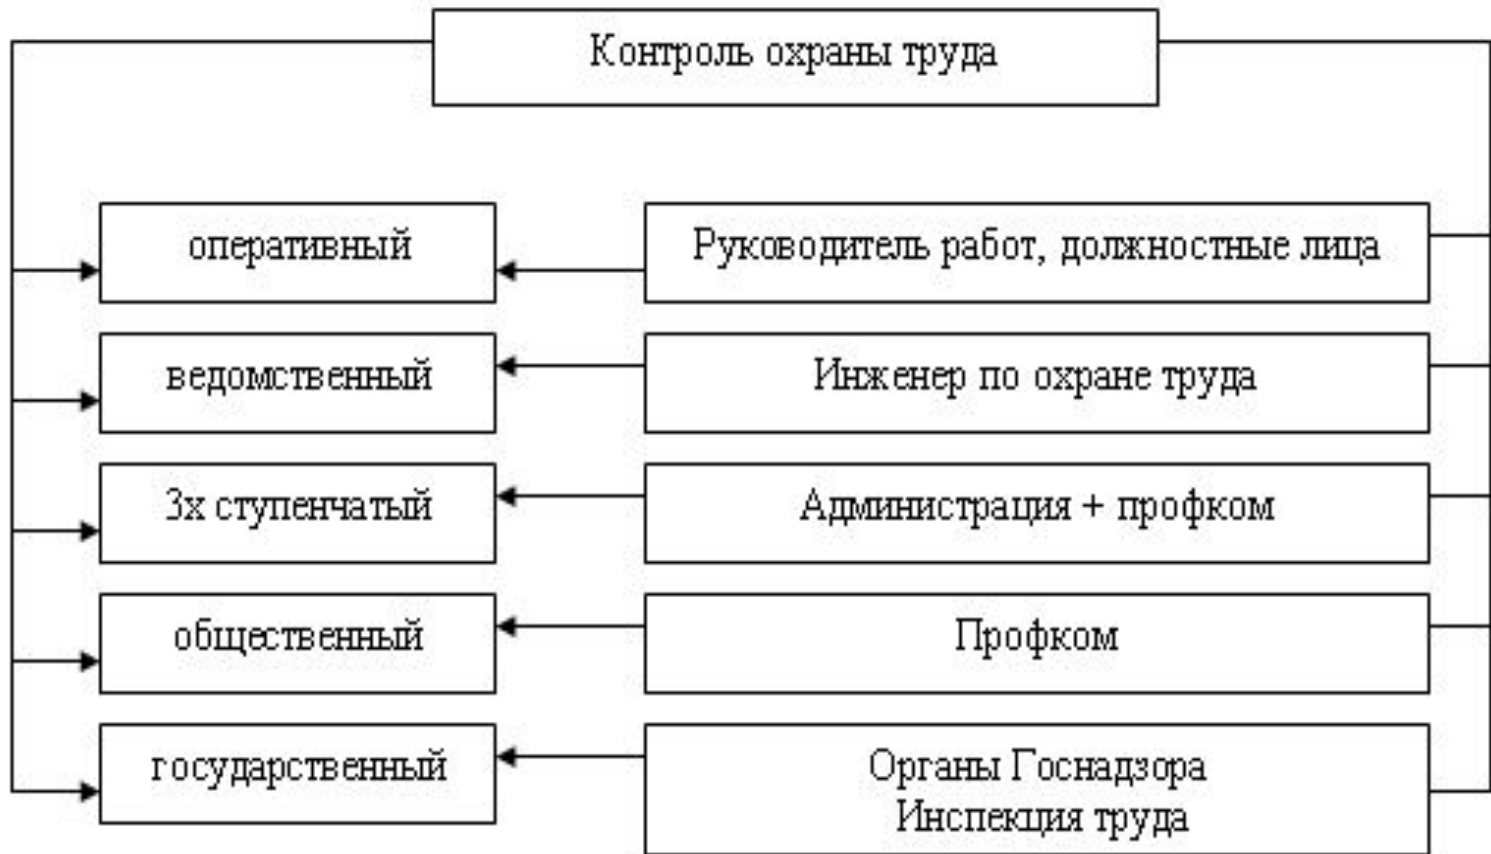 Контроль охраны труда
оперативный
Руководитель работ, должностные лица
ведомственный
Инженер по охране труда
3х ступенчатый
Администрация + профком
общественный
Профком
государственный
Органы Госнадзора
Инспекция труда